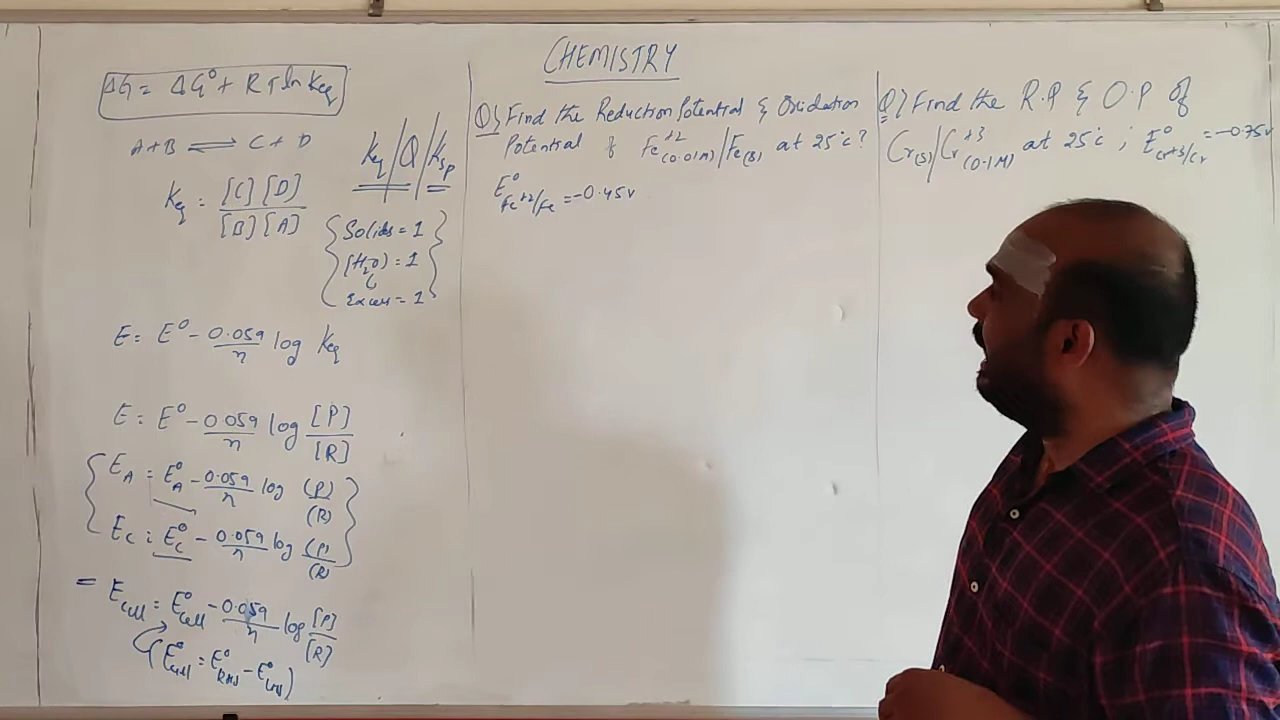 CHEMISTRY
ΔG = ΔG° + RT ln Keq
A+B ⇌ C + D
Keq = [C] [D]
[B] [A]
Keq/Q/Ksp
Solids = 1
(H2O) = 1
Excess = 1
E = E° - 0.059/n log Keq
E = E° - 0.059/n log [P]/[R]
EA = E°A - 0.059/n log (P)/(R)
EC = E°C - 0.059/n log (P)/(R)
= Ecell = E°cell - 0.059/n log [P]/[R]
(E°cell = E°RHS - E°LHS)
Q) Find the Reduction Potential & Oxidation
Potential of Fe+2(0.01M)/Fe(s) at 25°c?
E°Fe+2/Fe = -0.45v
Q) Find the R.P & O.P of
Cr(s)/Cr+3(0.1M) at 25°c ; E°Cr+3/Cr = -0.75v